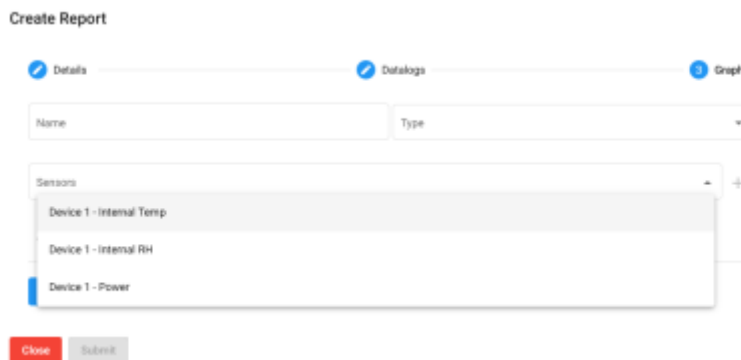 Create Report
Details Datalogs 3 Graph
Name Type
Sensors
Device 1 - Internal Temp
Device 1 - Internal RH
Device 1 - Power
Close Submit